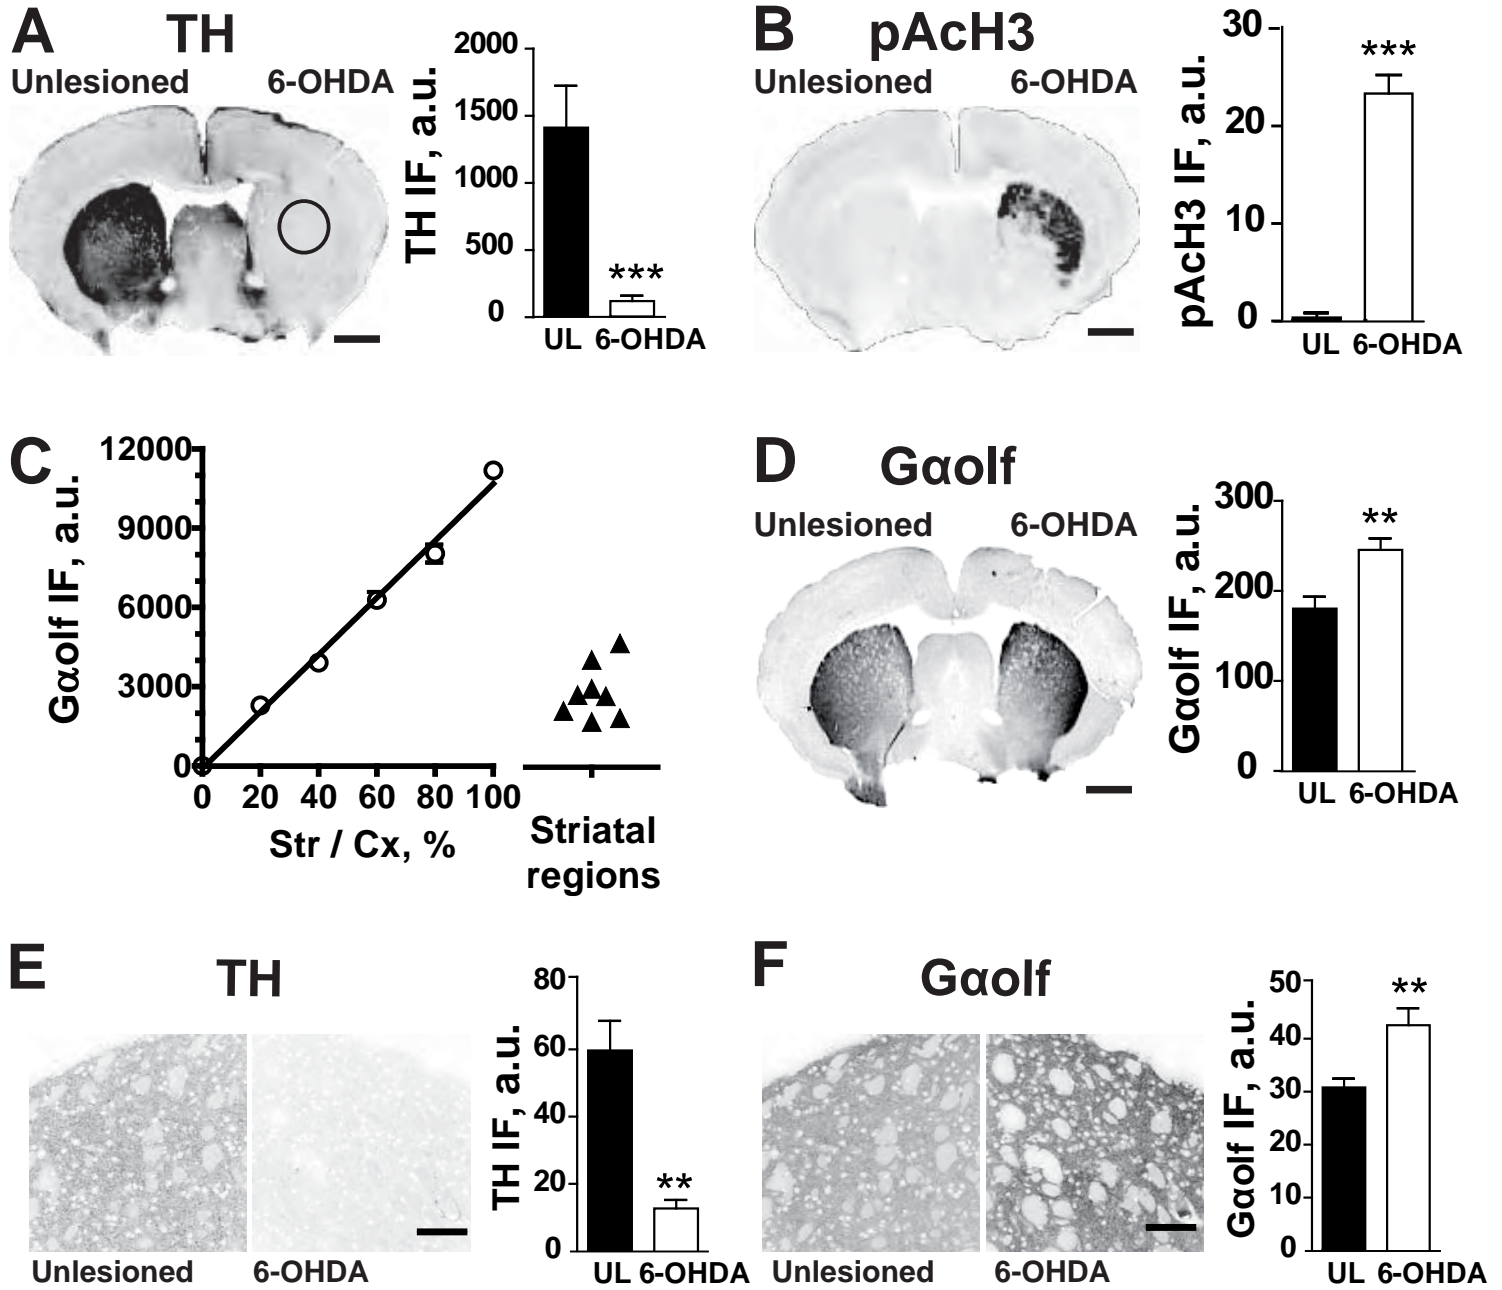 A
TH
Unlesioned
6-OHDA
TH IF, a.u.
2000
1500
1000
500
0
***
UL 6-OHDA
B
pAcH3
Unlesioned
6-OHDA
pAcH3 IF, a.u.
30
20
10
0
***
UL 6-OHDA
C
Gαolf IF, a.u.
12000
9000
6000
3000
0
0 20 40 60 80 100
Str / Cx, %
Striatal
regions
D
Gαolf
Unlesioned
6-OHDA
Gαolf IF, a.u.
300
200
100
0
**
UL 6-OHDA
E
TH
Unlesioned
6-OHDA
TH IF, a.u.
80
60
40
20
0
**
UL 6-OHDA
F
Gαolf
Unlesioned
6-OHDA
Gαolf IF, a.u.
50
40
30
20
10
0
**
UL 6-OHDA